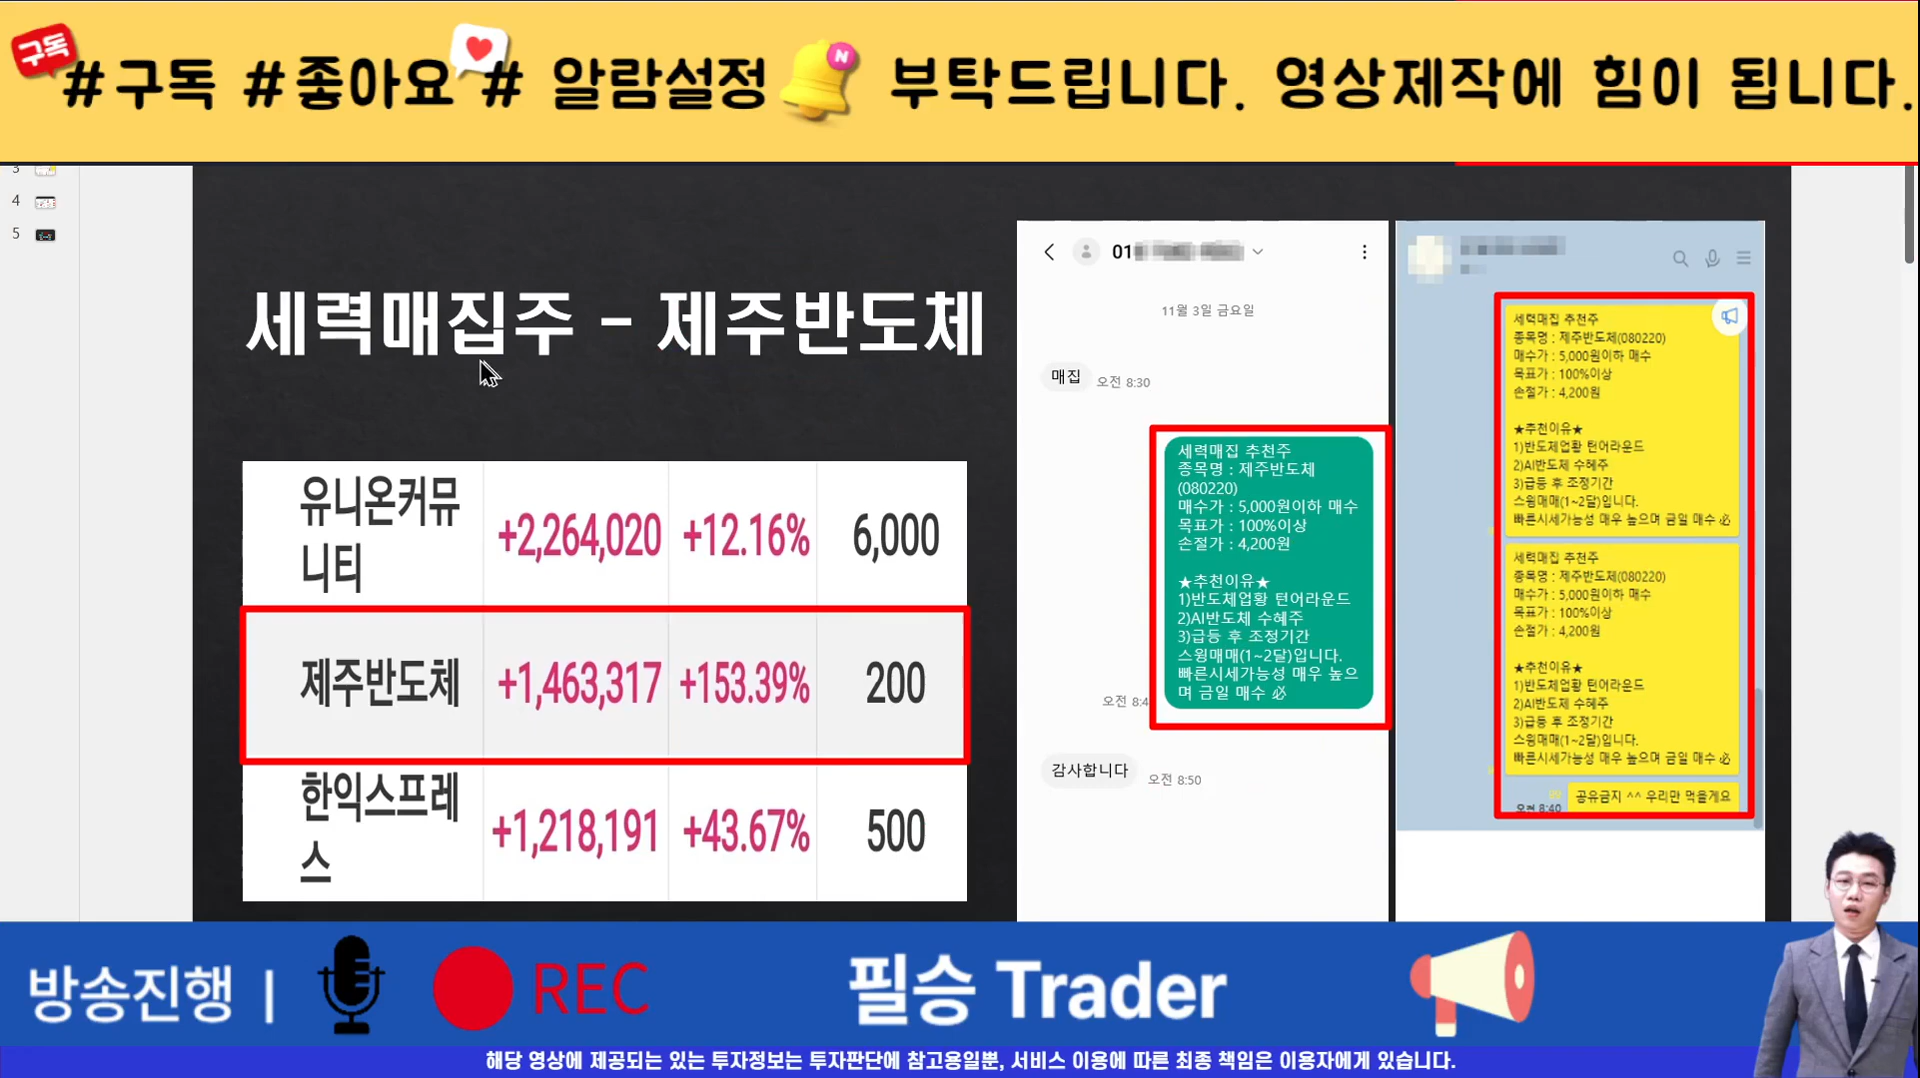 구독
#구독 #좋아요 # 알람설정 N 부탁드립니다. 영상제작에 힘이 됩니다.
3
4
5
세력매집주 - 제주반도체
유니온커뮤
니티
+2,264,020 +12.16% 6,000
제주반도체 +1,463,317 +153.39% 200
한익스프레
스
+1,218,191 +43.67% 500
01
11월 3일 금요일
매집 오전 8:30
세력매집 추천주
종목명 : 제주반도체
(080220)
매수가 : 5,000원이하 매수
목표가 : 100%이상
손절가 : 4,200원
★추천이유★
1)반도체업황 턴어라운드
2)AI반도체 수혜주
3)급등 후 조정기간
스윙매매(1~2달)입니다.
빠른시세가능성 매우 높으
며 금일 매수 必
오전 8:4
감사합니다 오전 8:50
세력매집 추천주
종목명 : 제주반도체(080220)
매수가 : 5,000원이하 매수
목표가 : 100%이상
손절가 : 4,200원
★추천이유★
1)반도체업황 턴어라운드
2)AI반도체 수혜주
3)급등 후 조정기간
스윙매매(1~2달)입니다.
빠른시세가능성 매우 높으며 금일 매수 必
세력매집 추천주
종목명 : 제주반도체(080220)
매수가 : 5,000원이하 매수
목표가 : 100%이상
손절가 : 4,200원
★추천이유★
1)반도체업황 턴어라운드
2)AI반도체 수혜주
3)급등 후 조정기간
스윙매매(1~2달)입니다.
빠른시세가능성 매우 높으며 금일 매수 必
공유금지 ^^ 우리만 먹을게요
오전 8:40
방송진행 | REC 필승 Trader
해당 영상에 제공되는 있는 투자정보는 투자판단에 참고용일뿐, 서비스 이용에 따른 최종 책임은 이용자에게 있습니다.